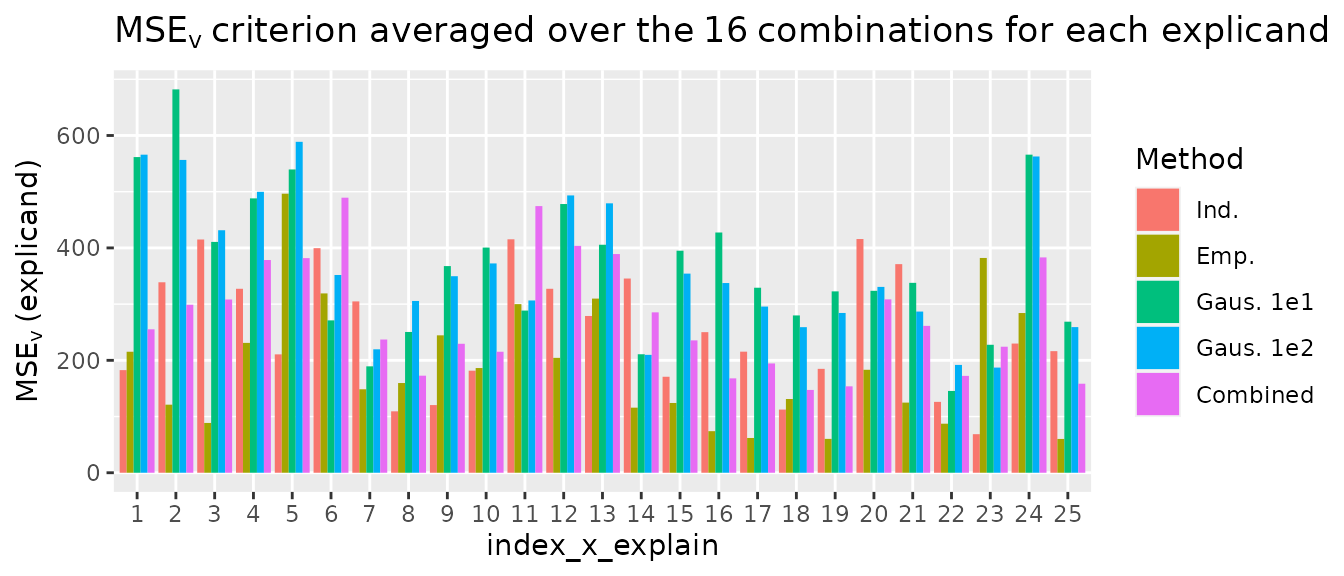 MSEv criterion averaged over the 16 combinations for each explicand
MSEv (explicand)
600
400
200
0
1 2 3 4 5 6 7 8 9 10 11 12 13 14 15 16 17 18 19 20 21 22 23 24 25
index_x_explain
Method
Ind.
Emp.
Gaus. 1e1
Gaus. 1e2
Combined